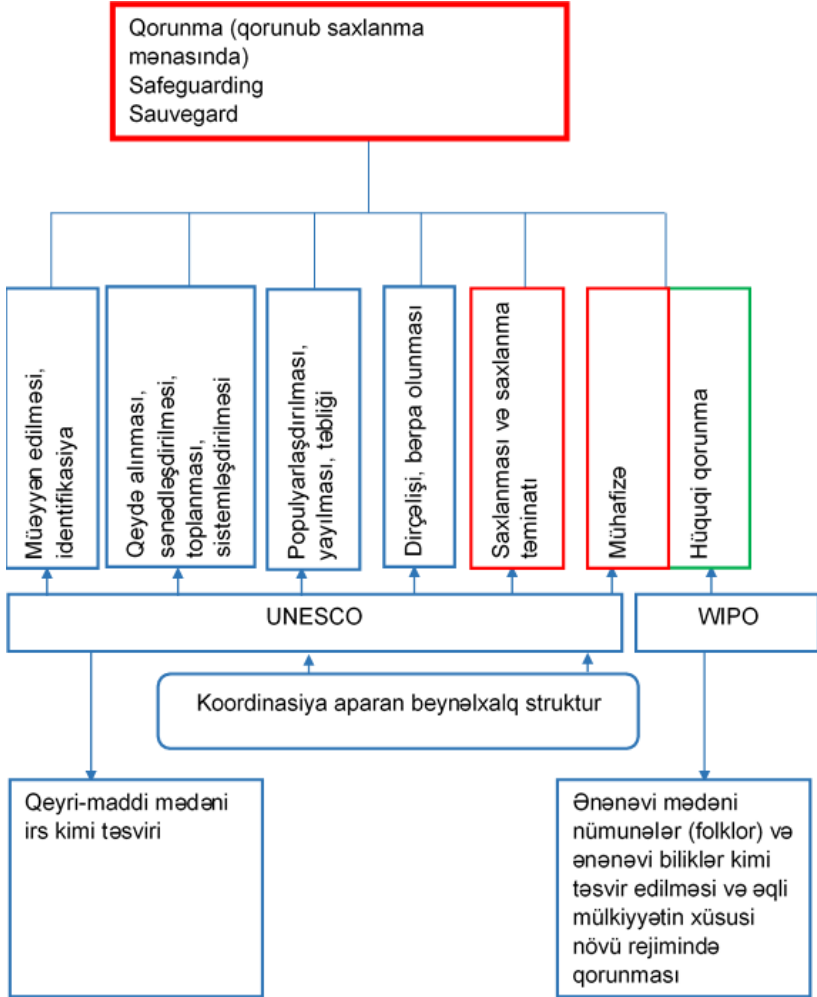 Qorunma (qorunub saxlanma
mənasında)
Safeguarding
Sauvegard
Müəyyən edilməsi,
identifikasiya
Qeydə alınması,
sənədləşdirilməsi,
toplanması,
sistemləşdirilməsi
Populyarlaşdırılması,
yayılması, təbliği
Dirçəlişi, bərpa olunması
Saxlanması və saxlanma
təminatı
Mühafizə
Hüquqi qorunma
UNESCO
WIPO
Koordinasiya aparan beynəlxalq struktur
Qeyri-maddi mədəni
irs kimi təsviri
Ənənəvi mədəni
nümunələr (folklor) və
ənənəvi biliklər kimi
təsvir edilməsi və əqli
mülkiyyətin xüsusi
növü rejimində
qorunması